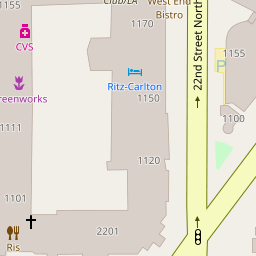 1155
Club/LA
West End
Bistro
1170
CVS
22nd Street North
1155
P
Ritz-Carlton
1150
1100
1111
1120
1101
2201
Ris